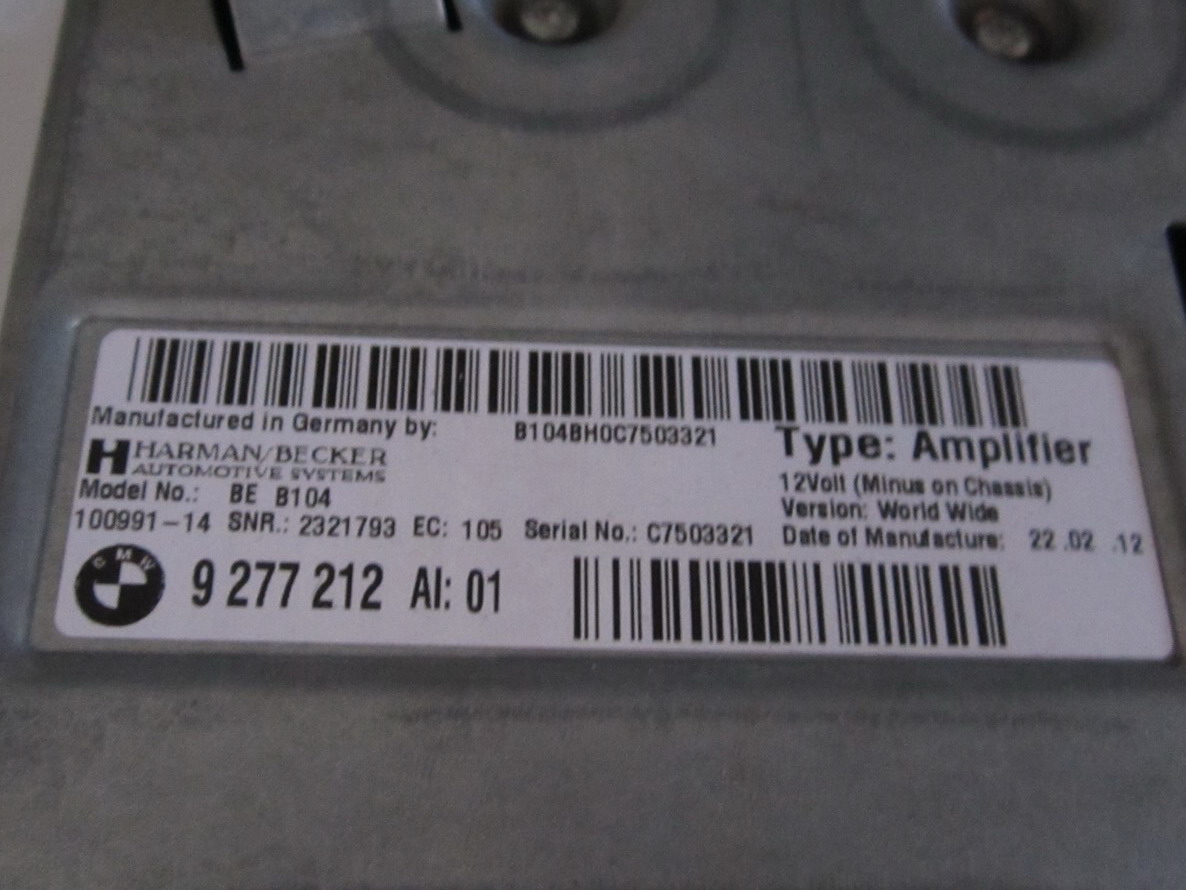 Manufactured in Germany by: B104BH0C7503321 Type: Amplifier
HARMAN/BECKER
AUTOMOTIVE SYSTEMS
12Volt (Minus on Chassis)
Model No.: BE B104
Version: World Wide
100991-14 SNR.: 2321793 EC: 105 Serial No.: C7503321 Date of Manufacture: 22.02.12
BMW
9 277 212 AI: 01